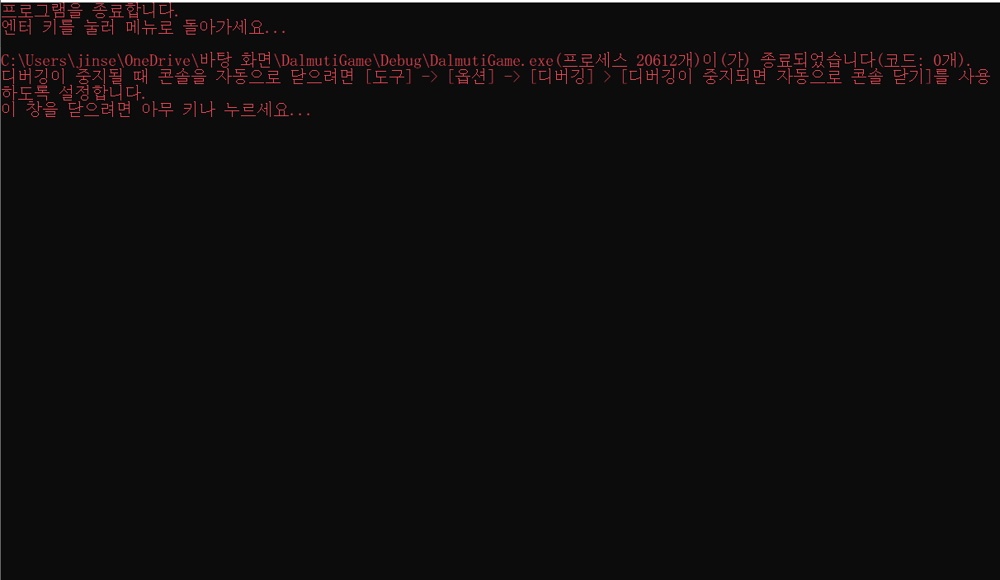 프로그램을 종료합니다.
엔터 키를 눌러 메뉴로 돌아가세요...
C:\Users\jinse\OneDrive\바탕 화면\DalmutiGame\Debug\DalmutiGame.exe(프로세스 20612개)이(가) 종료되었습니다(코드: 0개).
디버깅이 중지될 때 콘솔을 자동으로 닫으려면 [도구] -> [옵션] -> [디버깅] > [디버깅이 중지되면 자동으로 콘솔 닫기]를 사용
하도록 설정합니다.
이 창을 닫으려면 아무 키나 누르세요...